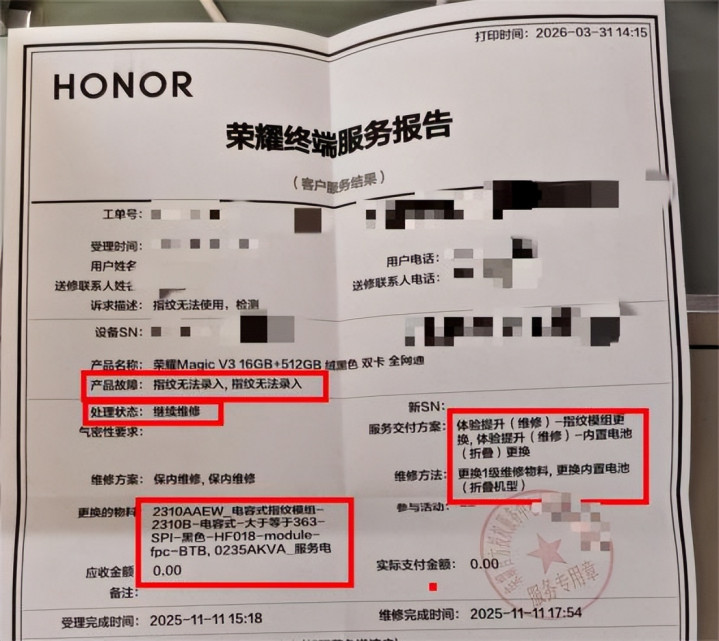 打印时间：2026-03-31 14:15
HONOR
荣耀终端服务报告
（客户服务结果）
工单号：
受理时间：
用户姓名
用户电话：
送修联系人姓名
送修联系人电话：
诉求描述：指纹无法使用，检测
设备SN：
产品名称：荣耀Magic V3 16GB+512GB 绒黑色 双卡 全网通
产品故障：指纹无法录入, 指纹无法录入
处理状态：继续维修
新SN：
气密性要求：
服务交付方案：体验提升（维修）-指纹模组更
换, 体验提升（维修）-内置电池
（折叠）更换
维修方案：保内维修, 保内维修
维修方法：更换1级维修物料, 更换内置电池
（折叠机型）
更换的物料
2310AAEW_电容式指纹模组-
2310B-电容式-大于等于363-
SPI-黑色-HF018-module-
fpc-BTB, 0235AKVA_服务电
参与活动：
应收金额 0.00
实际支付金额：0.00
备注：
服务专用章
受理完成时间：2025-11-11 15:18
维修完成时间：2025-11-11 17:54